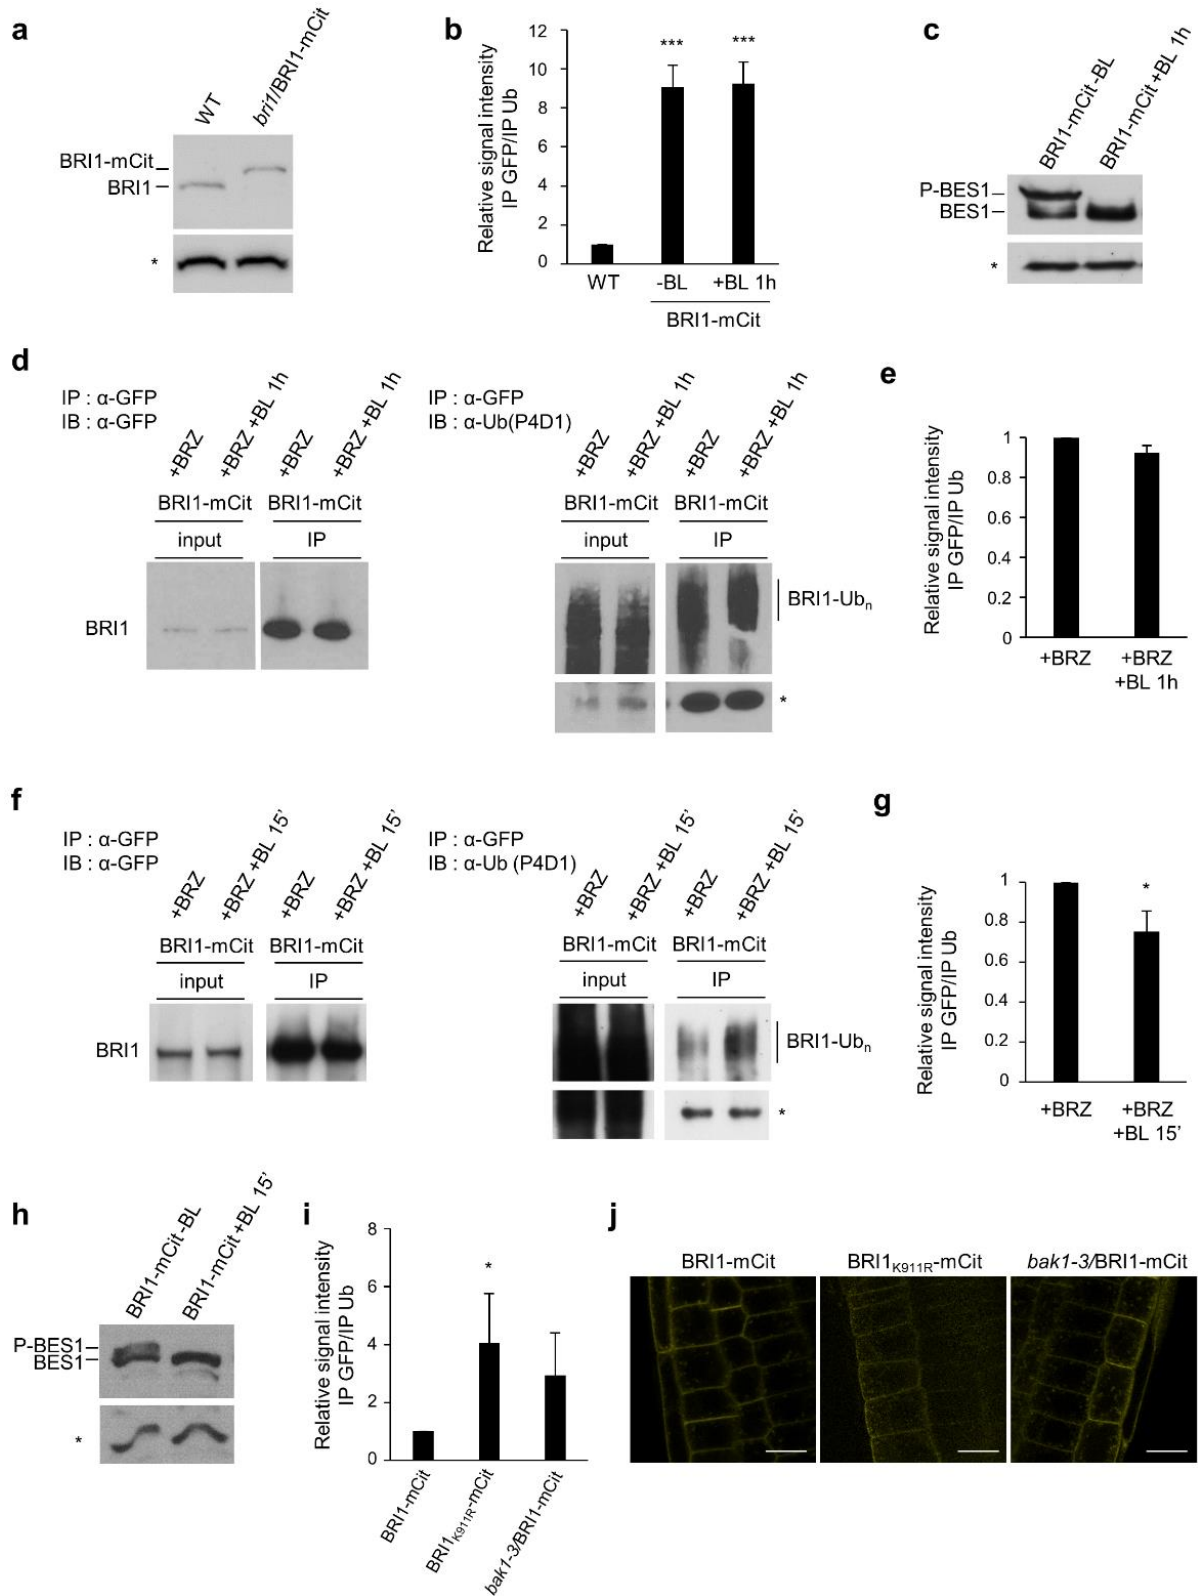 a
WT
bri1/BRI1-mCit
BRI1-mCit
BRI1
*
b
Relative signal intensity
IP GFP/IP Ub
12
10
8
6
4
2
0
***
***
WT
-BL
+BL 1h
BRI1-mCit
c
BRI1-mCit -BL
BRI1-mCit +BL 1h
P-BES1
BES1
*
d
IP : α-GFP
IB : α-GFP
+BRZ
+BRZ +BL 1h
+BRZ
+BRZ +BL 1h
BRI1-mCit BRI1-mCit
input IP
BRI1
IP : α-GFP
IB : α-Ub(P4D1)
+BRZ
+BRZ +BL 1h
+BRZ
+BRZ +BL 1h
BRI1-mCit BRI1-mCit
input IP
BRI1-Ubn
*
e
Relative signal intensity
IP GFP/IP Ub
1
0.8
0.6
0.4
0.2
0
+BRZ
+BRZ
+BL 1h
f
IP : α-GFP
IB : α-GFP
+BRZ
+BRZ +BL 15'
+BRZ
+BRZ +BL 15'
BRI1-mCit BRI1-mCit
input IP
BRI1
IP : α-GFP
IB : α-Ub (P4D1)
+BRZ
+BRZ +BL 15'
+BRZ
+BRZ +BL 15'
BRI1-mCit BRI1-mCit
input IP
BRI1-Ubn
*
g
Relative signal intensity
IP GFP/IP Ub
1
0.8
0.6
0.4
0.2
0
*
+BRZ
+BRZ
+BL 15'
h
BRI1-mCit -BL
BRI1-mCit +BL 15'
P-BES1
BES1
*
i
Relative signal intensity
IP GFP/IP Ub
8
6
4
2
0
*
BRI1-mCit
BRI1K911R-mCit
bak1-3/BRI1-mCit
j
BRI1-mCit
BRI1K911R-mCit
bak1-3/BRI1-mCit